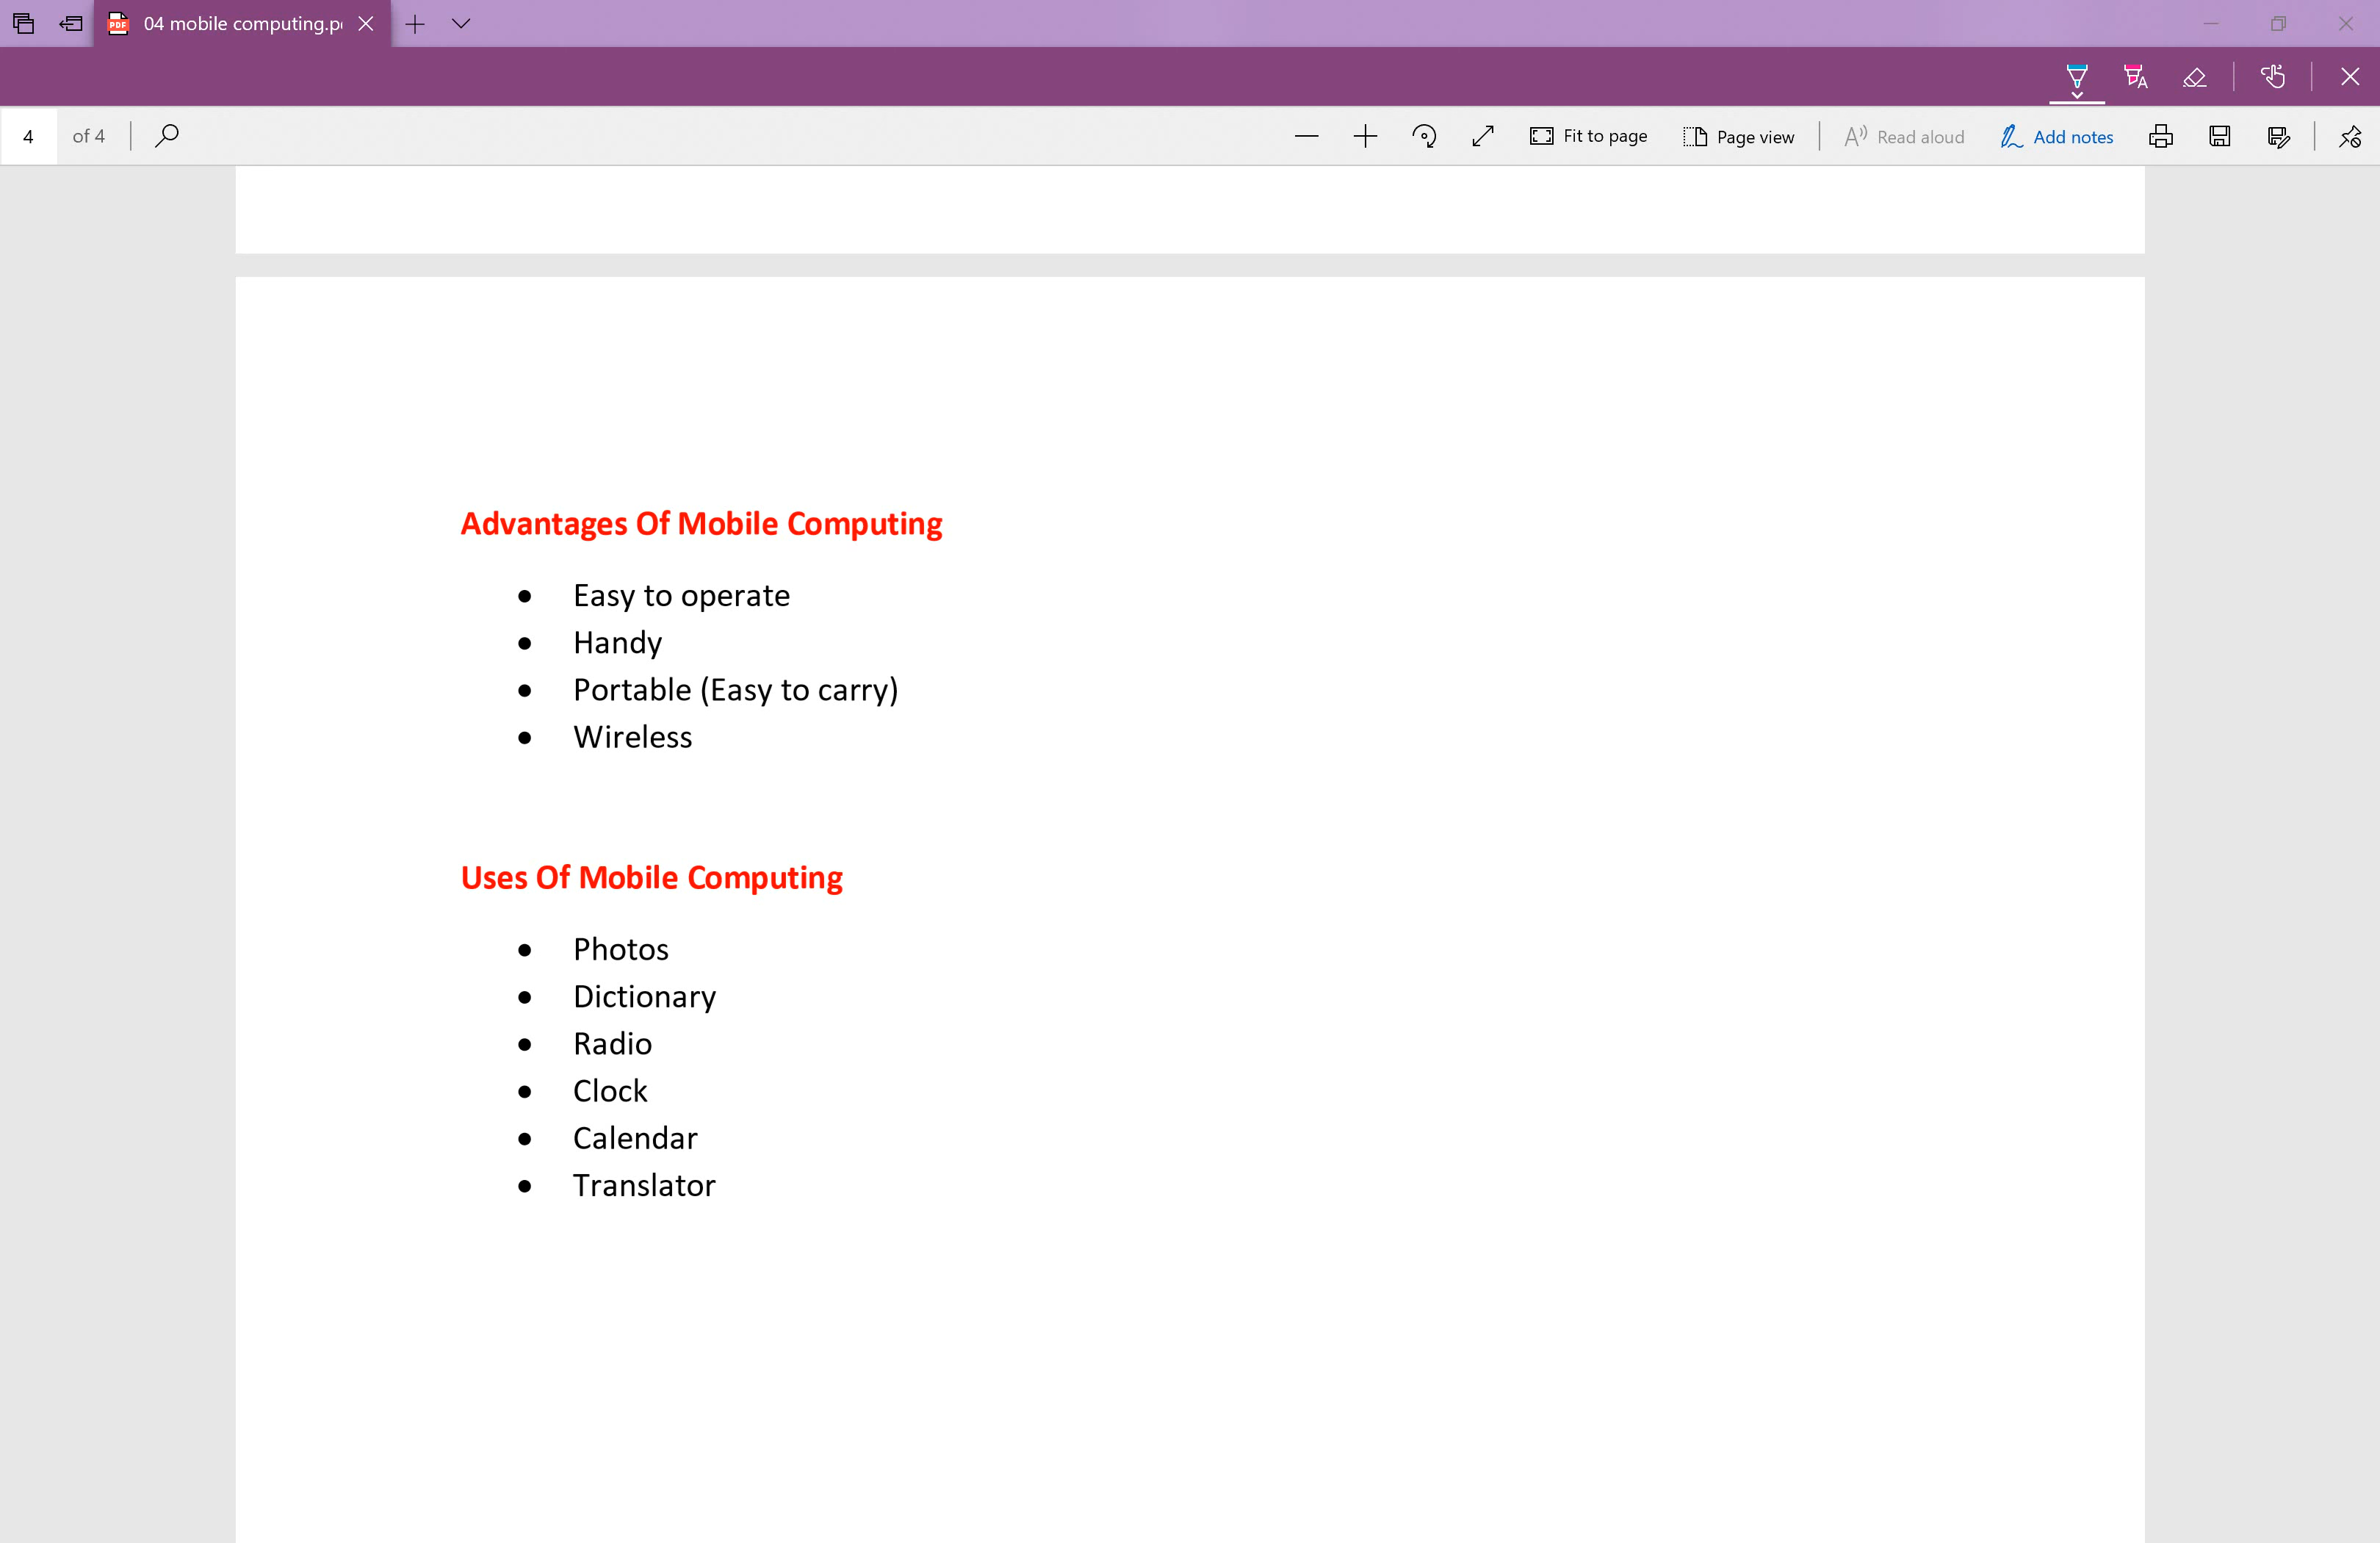 04 mobile computing.p
4 of 4
Fit to page
Page view
Read aloud
Add notes
Advantages Of Mobile Computing
• Easy to operate
• Handy
• Portable (Easy to carry)
• Wireless
Uses Of Mobile Computing
• Photos
• Dictionary
• Radio
• Clock
• Calendar
• Translator